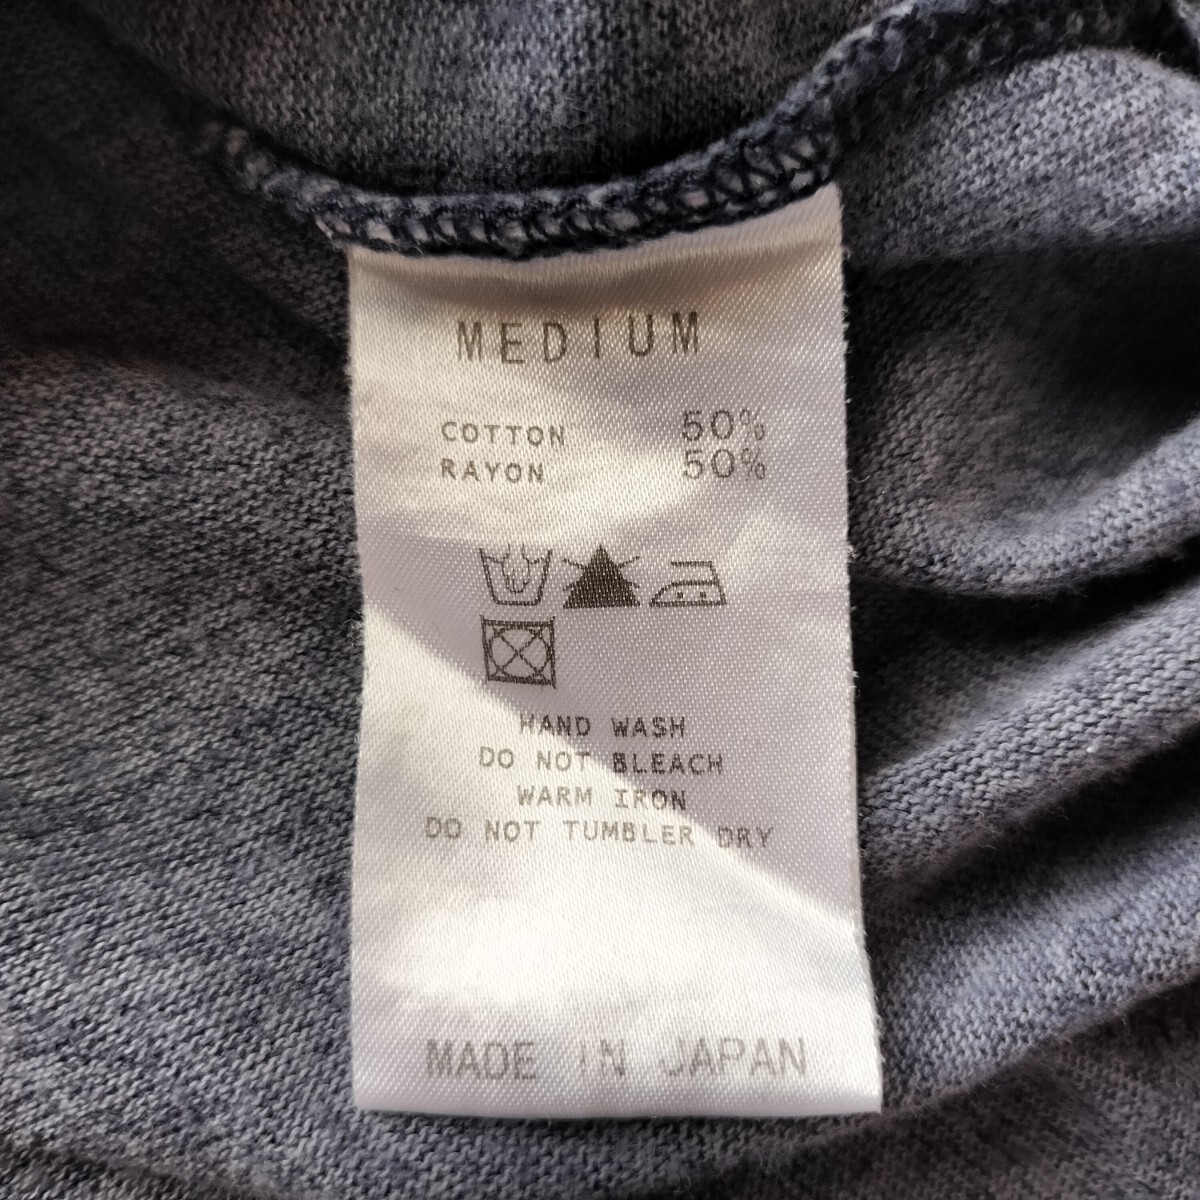 MEDIUM
COTTON 50%
RAYON 50%
HAND WASH
DO NOT BLEACH
WARM IRON
DO NOT TUMBLER DRY
MADE IN JAPAN